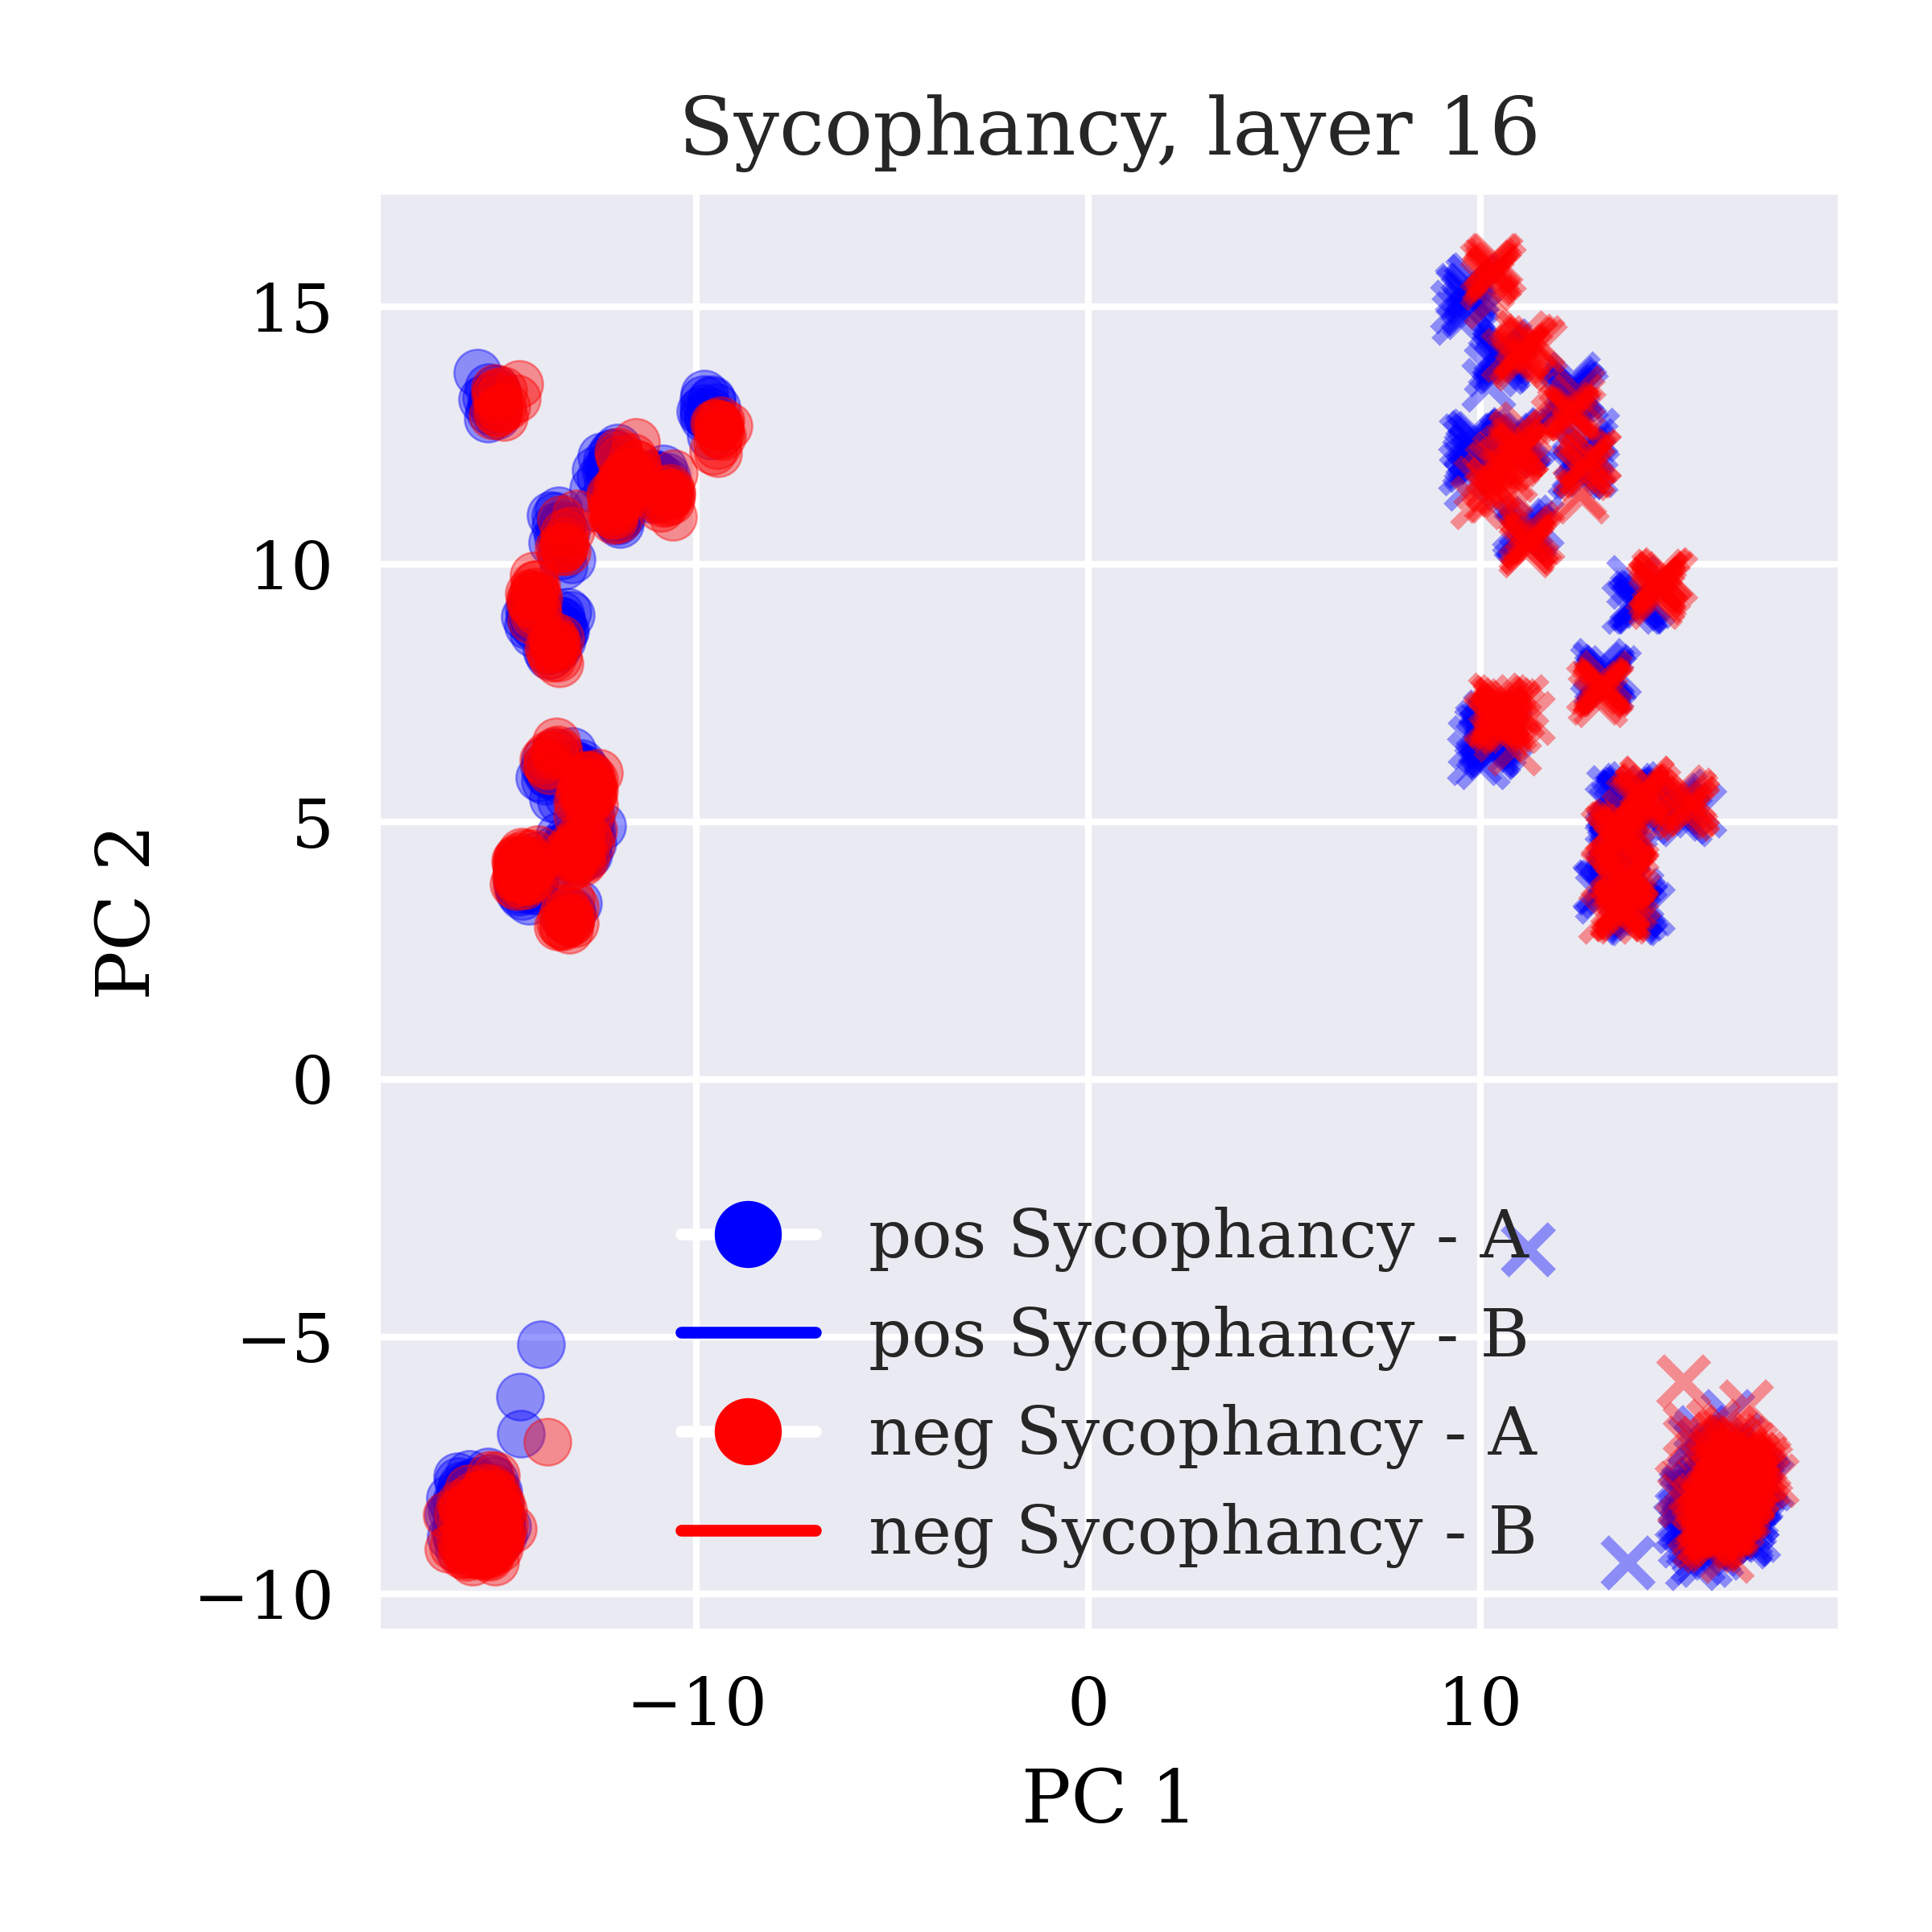 Sycophancy, layer 16
15
10
5
0
−5
−10
PC 2
pos Sycophancy - A
pos Sycophancy - B
neg Sycophancy - A
neg Sycophancy - B
−10 0 10
PC 1